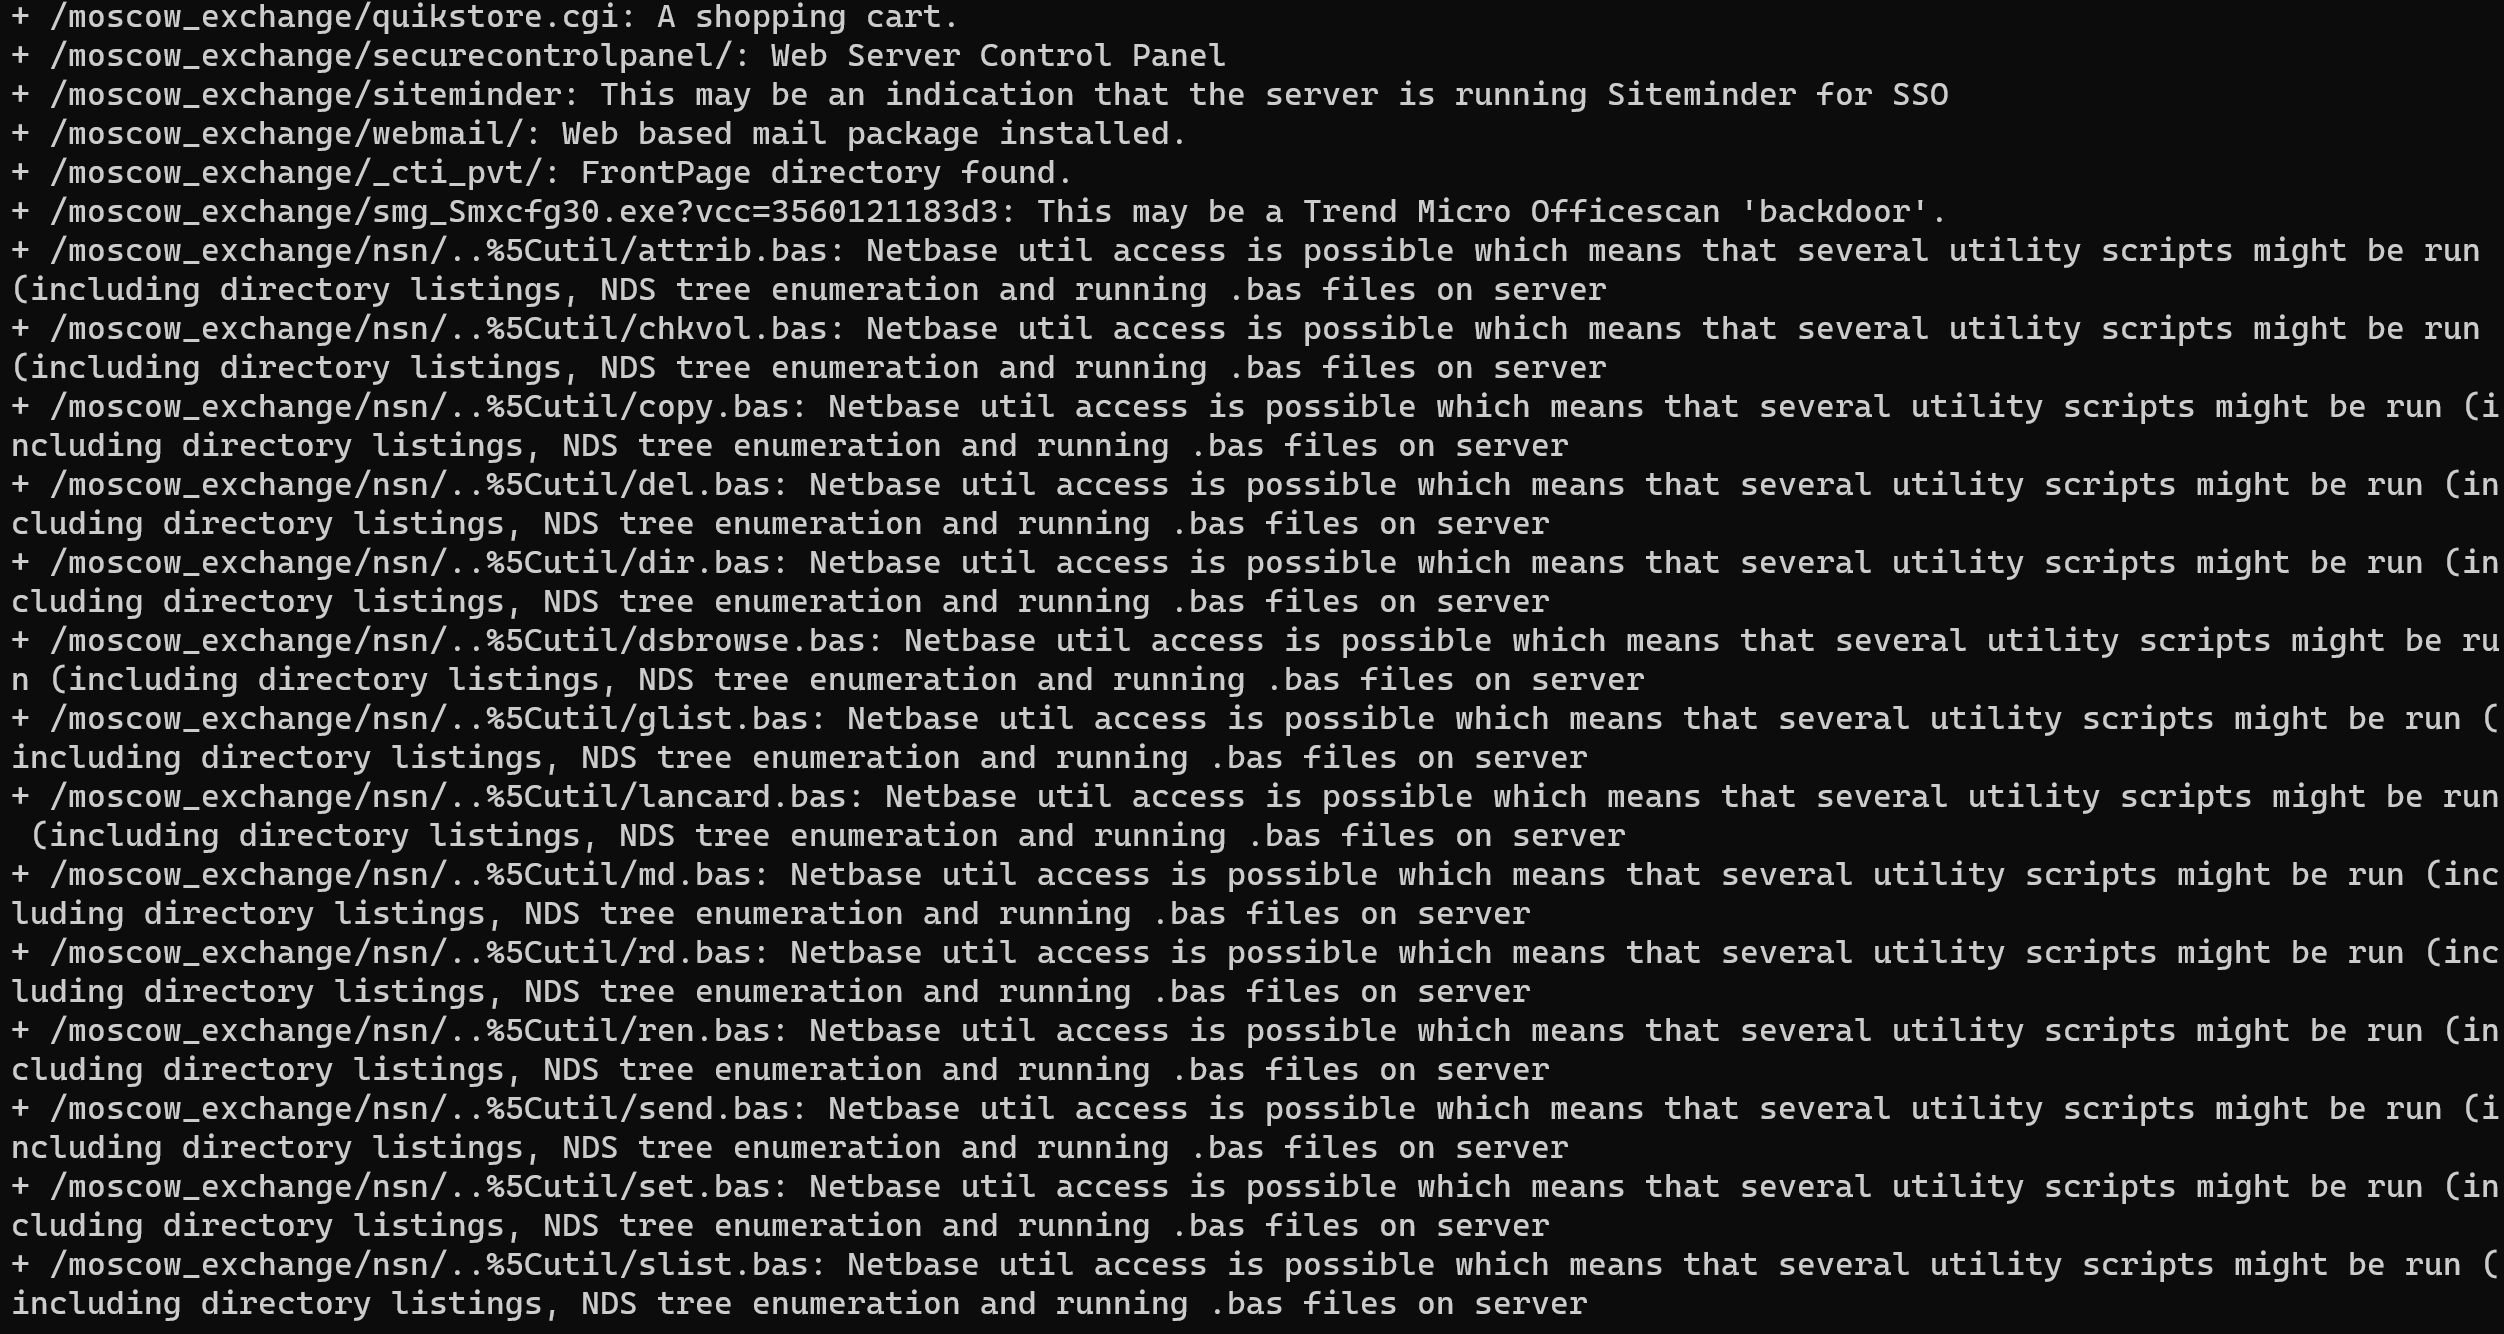 + /moscow_exchange/quikstore.cgi: A shopping cart.
+ /moscow_exchange/securecontrolpanel/: Web Server Control Panel
+ /moscow_exchange/siteminder: This may be an indication that the server is running Siteminder for SSO
+ /moscow_exchange/webmail/: Web based mail package installed.
+ /moscow_exchange/_cti_pvt/: FrontPage directory found.
+ /moscow_exchange/smg_Smxcfg30.exe?vcc=3560121183d3: This may be a Trend Micro Officescan 'backdoor'.
+ /moscow_exchange/nsn/..%5Cutil/attrib.bas: Netbase util access is possible which means that several utility scripts might be run
(including directory listings, NDS tree enumeration and running .bas files on server
+ /moscow_exchange/nsn/..%5Cutil/chkvol.bas: Netbase util access is possible which means that several utility scripts might be run
(including directory listings, NDS tree enumeration and running .bas files on server
+ /moscow_exchange/nsn/..%5Cutil/copy.bas: Netbase util access is possible which means that several utility scripts might be run (i
ncluding directory listings, NDS tree enumeration and running .bas files on server
+ /moscow_exchange/nsn/..%5Cutil/del.bas: Netbase util access is possible which means that several utility scripts might be run (in
cluding directory listings, NDS tree enumeration and running .bas files on server
+ /moscow_exchange/nsn/..%5Cutil/dir.bas: Netbase util access is possible which means that several utility scripts might be run (in
cluding directory listings, NDS tree enumeration and running .bas files on server
+ /moscow_exchange/nsn/..%5Cutil/dsbrowse.bas: Netbase util access is possible which means that several utility scripts might be ru
n (including directory listings, NDS tree enumeration and running .bas files on server
+ /moscow_exchange/nsn/..%5Cutil/glist.bas: Netbase util access is possible which means that several utility scripts might be run (
including directory listings, NDS tree enumeration and running .bas files on server
+ /moscow_exchange/nsn/..%5Cutil/lancard.bas: Netbase util access is possible which means that several utility scripts might be run
 (including directory listings, NDS tree enumeration and running .bas files on server
+ /moscow_exchange/nsn/..%5Cutil/md.bas: Netbase util access is possible which means that several utility scripts might be run (inc
luding directory listings, NDS tree enumeration and running .bas files on server
+ /moscow_exchange/nsn/..%5Cutil/rd.bas: Netbase util access is possible which means that several utility scripts might be run (inc
luding directory listings, NDS tree enumeration and running .bas files on server
+ /moscow_exchange/nsn/..%5Cutil/ren.bas: Netbase util access is possible which means that several utility scripts might be run (in
cluding directory listings, NDS tree enumeration and running .bas files on server
+ /moscow_exchange/nsn/..%5Cutil/send.bas: Netbase util access is possible which means that several utility scripts might be run (i
ncluding directory listings, NDS tree enumeration and running .bas files on server
+ /moscow_exchange/nsn/..%5Cutil/set.bas: Netbase util access is possible which means that several utility scripts might be run (in
cluding directory listings, NDS tree enumeration and running .bas files on server
+ /moscow_exchange/nsn/..%5Cutil/slist.bas: Netbase util access is possible which means that several utility scripts might be run (
including directory listings, NDS tree enumeration and running .bas files on server